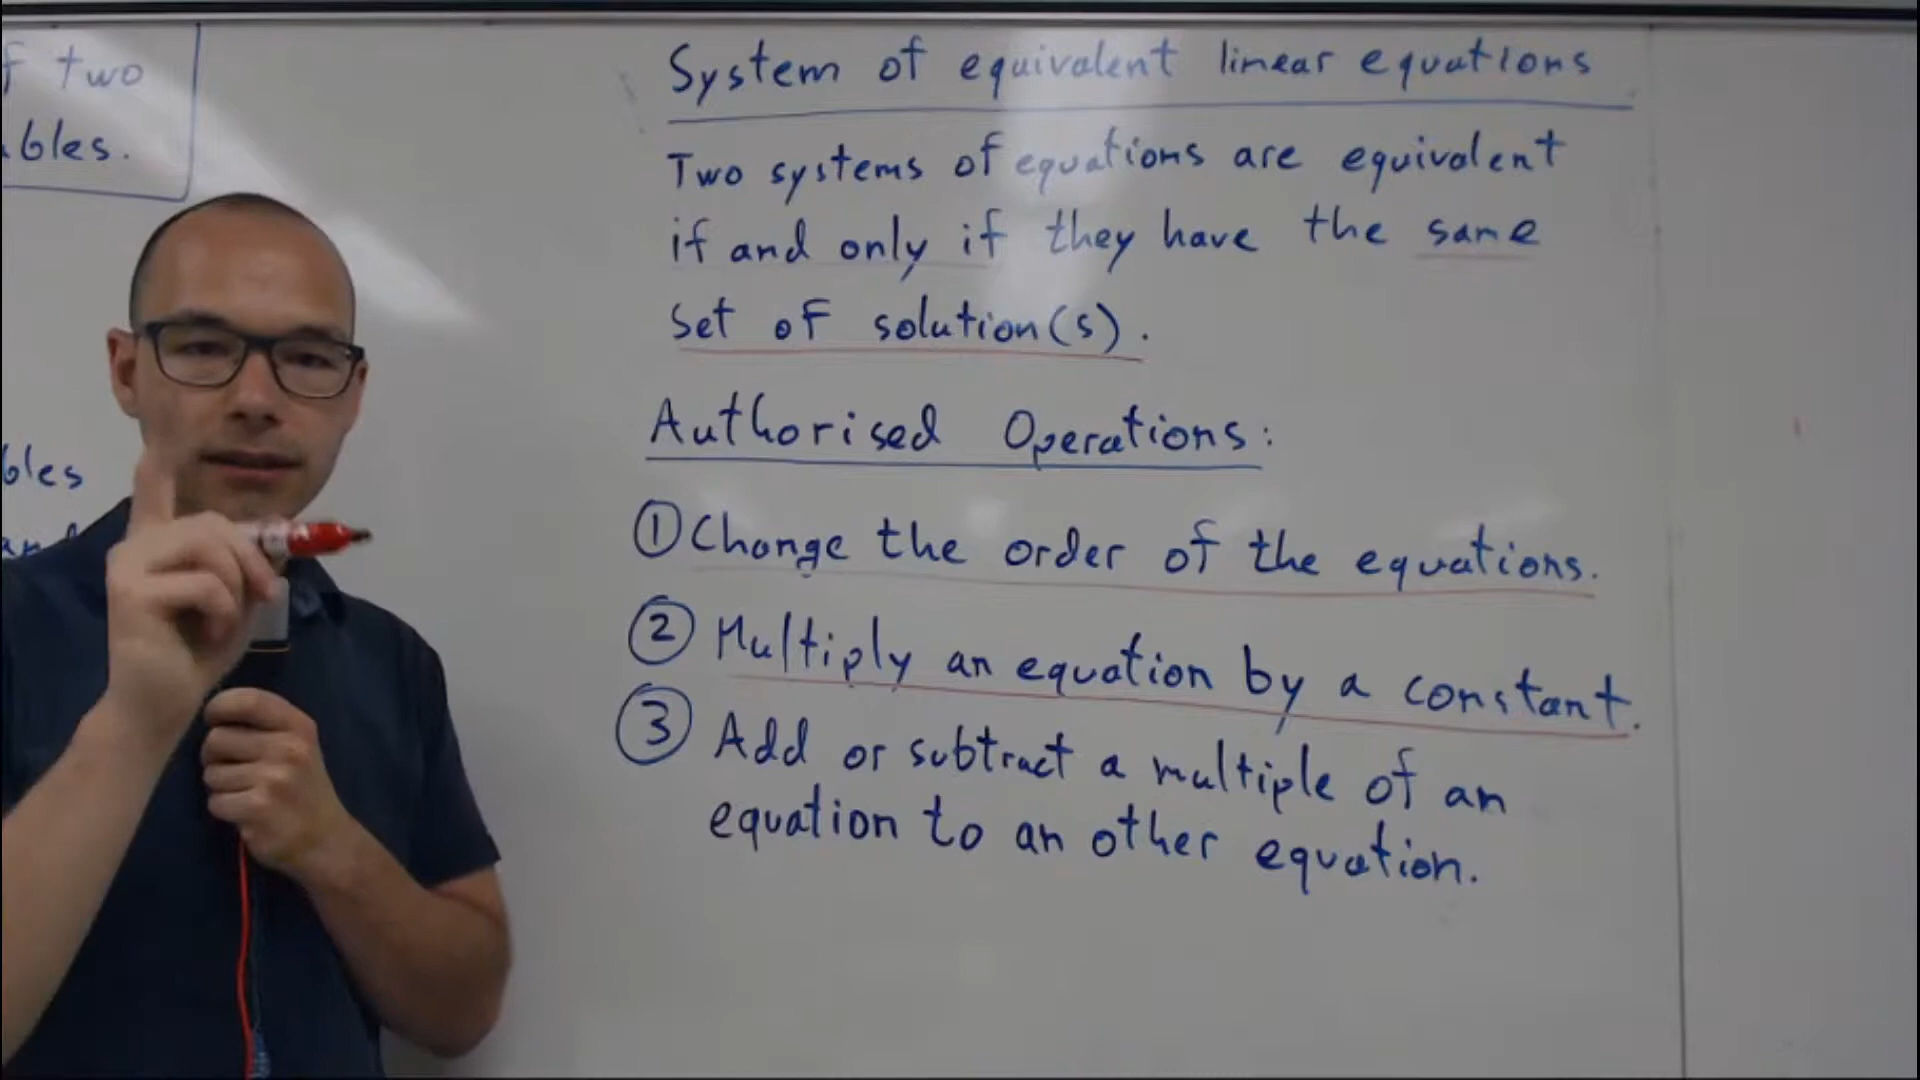 two
bles.
bles
System of equivalent linear equations
Two systems of equations are equivalent
if and only if they have the same
set of solution(s).
Authorised Operations:
① Change the order of the equations.
② Multiply an equation by a constant.
③ Add or subtract a multiple of an
equation to an other equation.